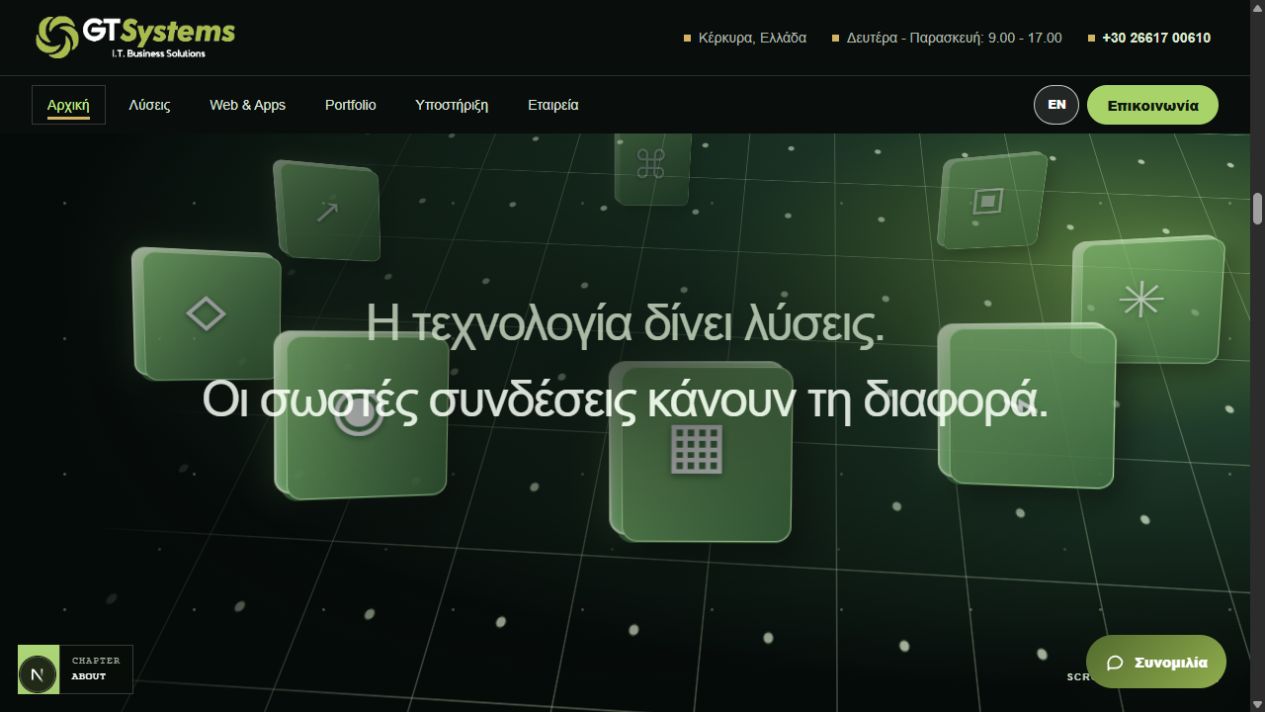 GTSystems
I.T. Business Solutions
Κέρκυρα, Ελλάδα
Δευτέρα - Παρασκευή: 9.00 - 17.00
+30 26617 00610
Αρχική
Λύσεις
Web & Apps
Portfolio
Υποστήριξη
Εταιρεία
EN
Επικοινωνία
Η τεχνολογία δίνει λύσεις.
Οι σωστές συνδέσεις κάνουν τη διαφορά.
N
CHAPTER
ABOUT
Συνομιλία